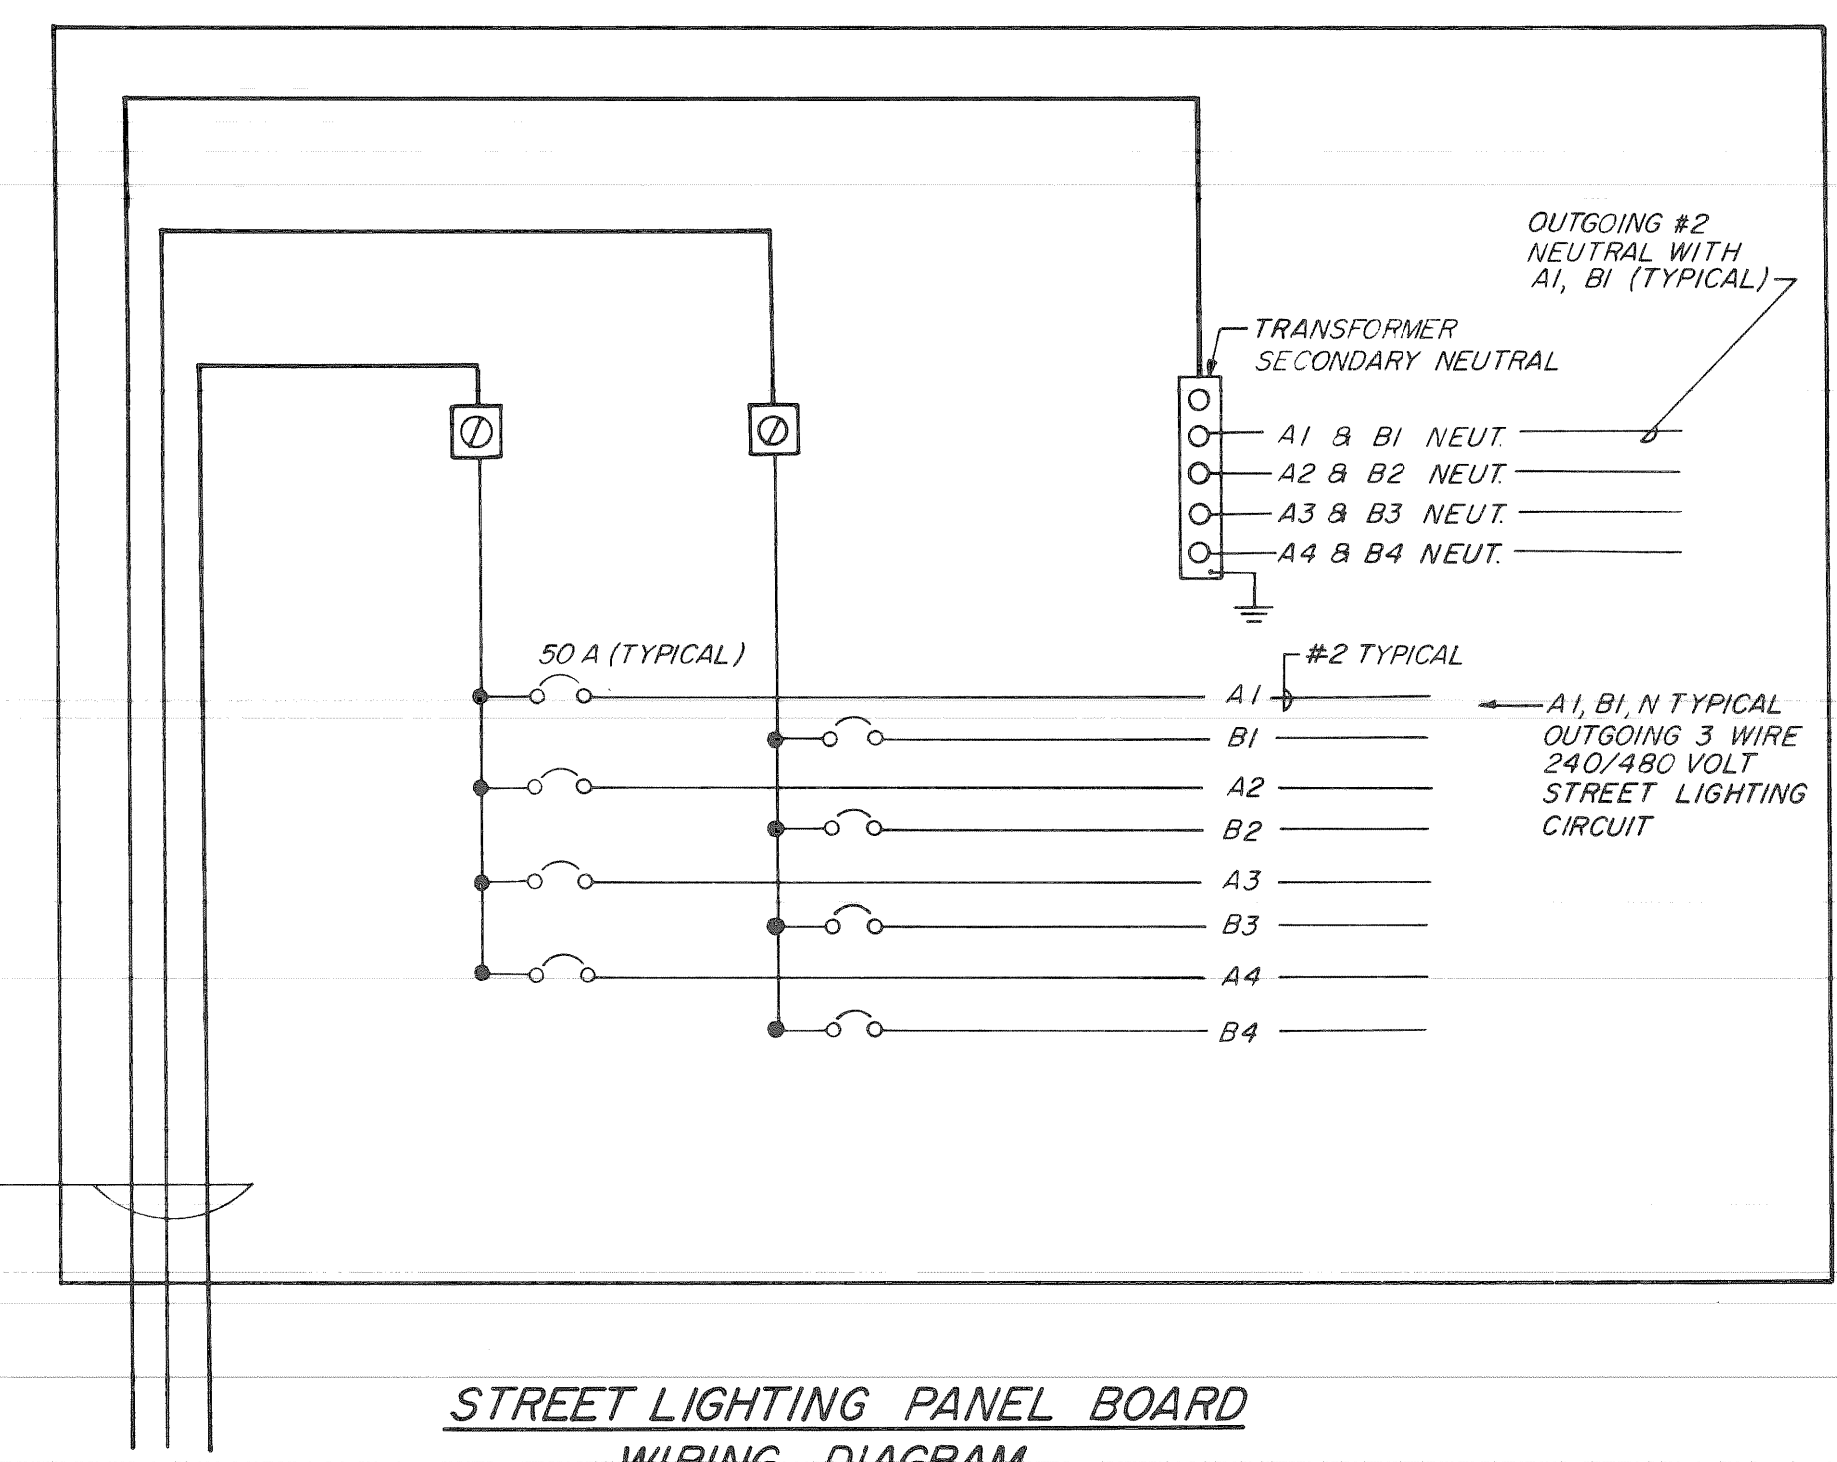 OUTGOING #2
NEUTRAL WITH
A1, B1 (TYPICAL)
TRANSFORMER
SECONDARY NEUTRAL
A1 & B1 NEUT.
A2 & B2 NEUT.
A3 & B3 NEUT.
A4 & B4 NEUT.
50 A (TYPICAL)
#2 TYPICAL
A1
B1
A2
B2
A3
B3
A4
B4
A1, B1, N TYPICAL
OUTGOING 3 WIRE
240/480 VOLT
STREET LIGHTING
CIRCUIT
STREET LIGHTING PANEL BOARD
WIRING DIAGRAM